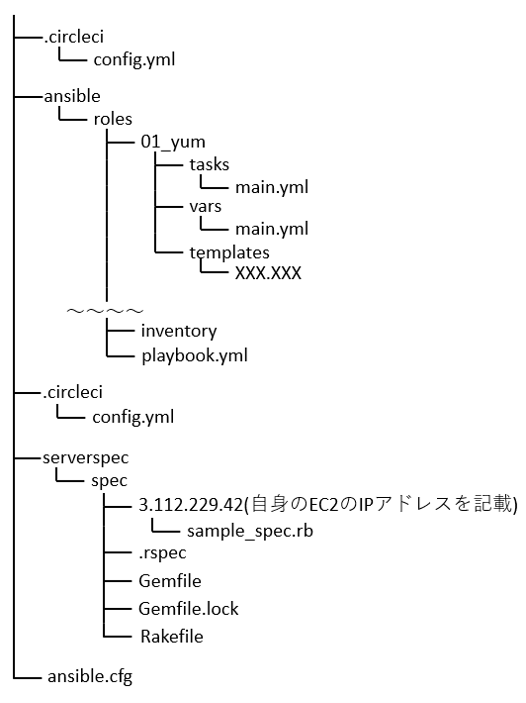 .circleci
config.yml
ansible
roles
01_yum
tasks
main.yml
vars
main.yml
templates
XXX.XXX
～～～～
inventory
playbook.yml
.circleci
config.yml
serverspec
spec
3.112.229.42(自身のEC2のIPアドレスを記載)
sample_spec.rb
.rspec
Gemfile
Gemfile.lock
Rakefile
ansible.cfg